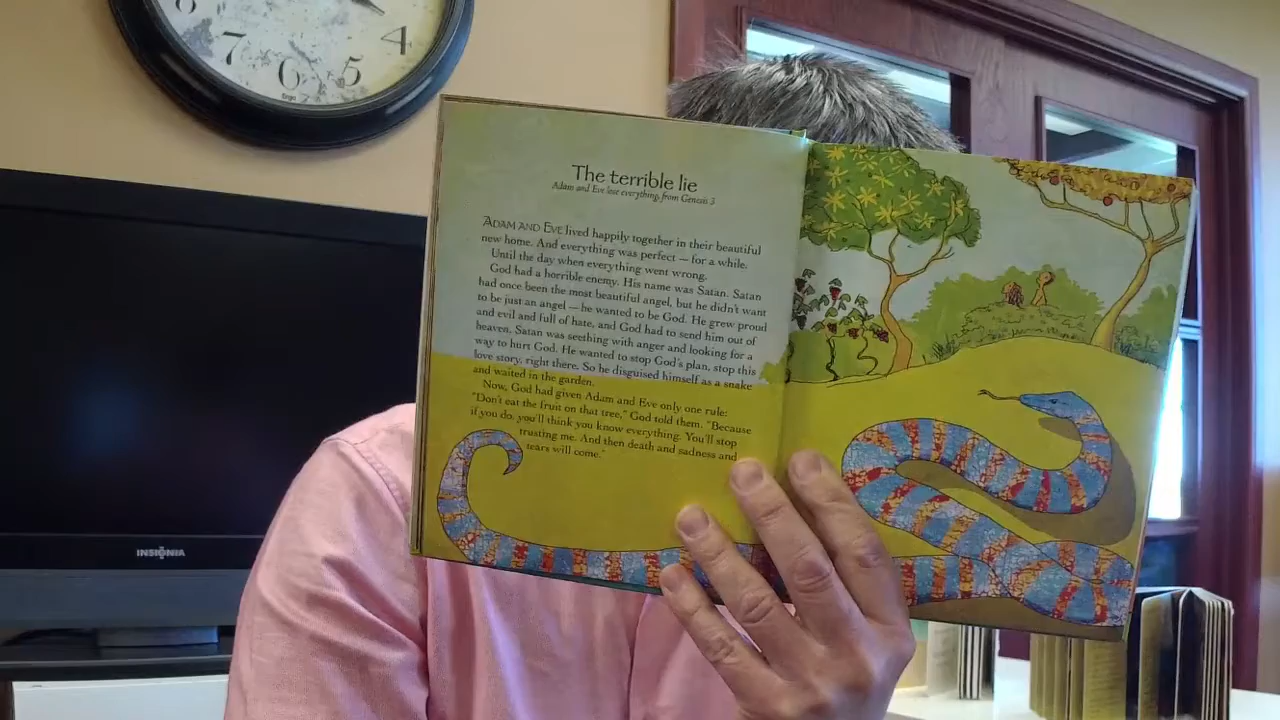 8
4
7
6
5
Ergo
The terrible lie
Adam and Eve lose everything, from Genesis 3
ADAM AND EVE lived happily together in their beautiful
new home. And everything was perfect — for a while.
Until the day when everything went wrong.
God had a horrible enemy. His name was Satan. Satan
had once been the most beautiful angel, but he didn't want
to be just an angel — he wanted to be God. He grew proud
and evil and full of hate, and God had to send him out of
heaven. Satan was seething with anger and looking for a
way to hurt God. He wanted to stop God's plan, stop this
love story, right there. So he disguised himself as a snake
and waited in the garden.
Now, God had given Adam and Eve only one rule:
"Don't eat the fruit on that tree," God told them. "Because
if you do, you'll think you know everything. You'll stop
trusting me. And then death and sadness and
tears will come."
INSIGNIA